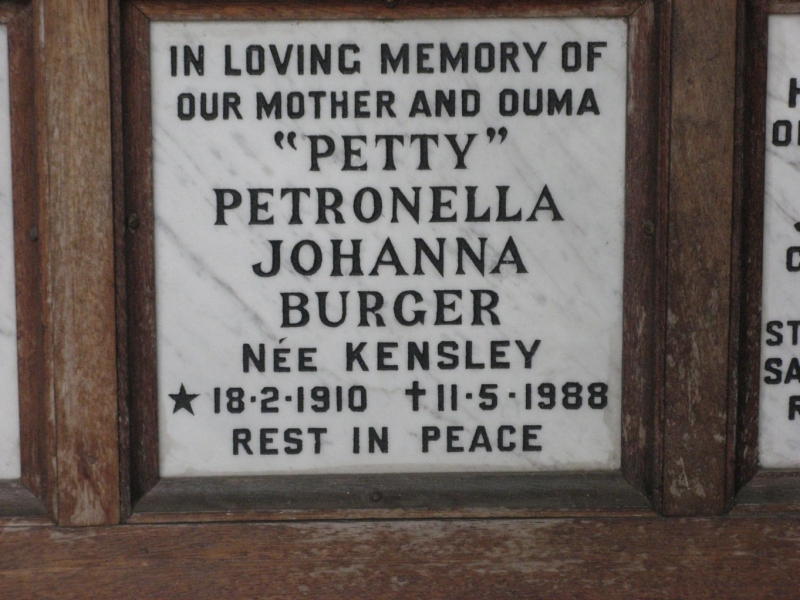 IN LOVING MEMORY OF
OUR MOTHER AND OUMA
"PETTY"
PETRONELLA
JOHANNA
BURGER
NÉE KENSLEY
★ 18·2·1910 ✝ 11·5·1988
REST IN PEACE